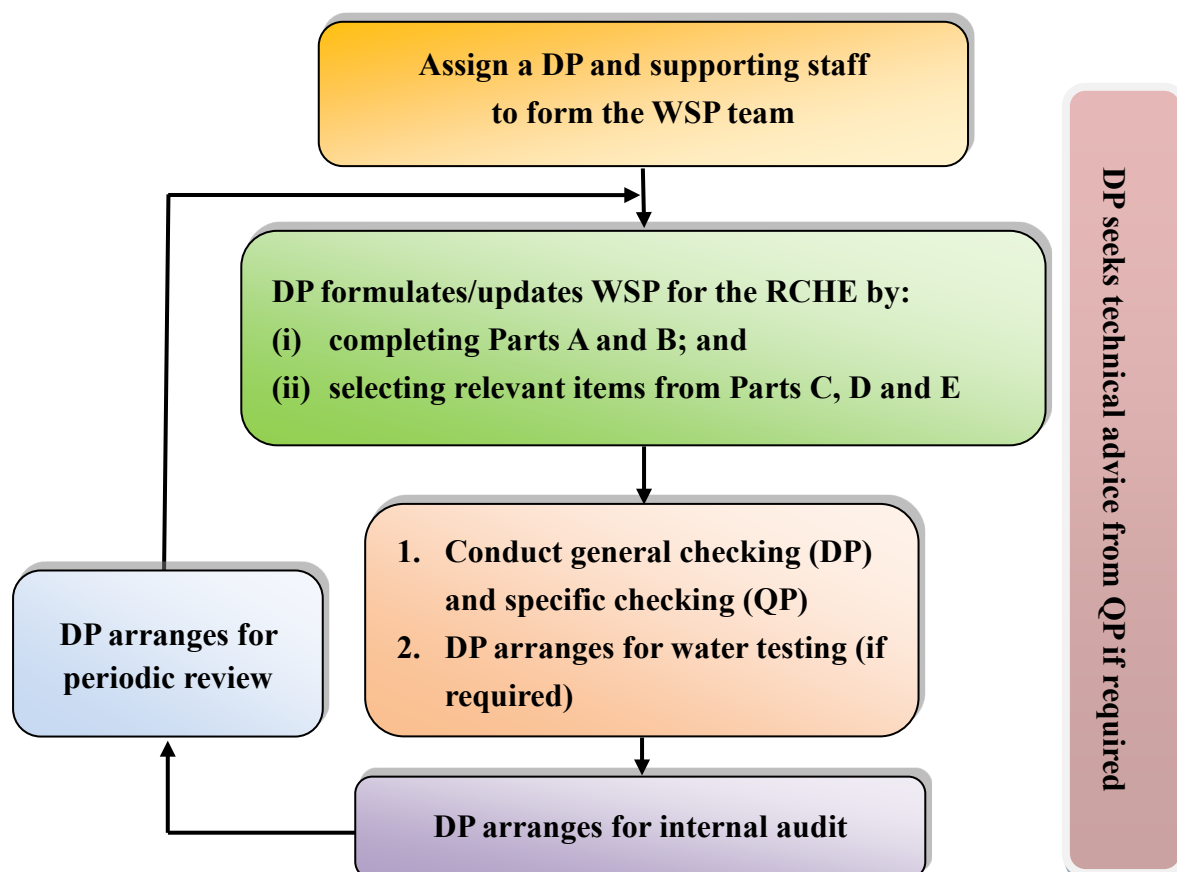 Assign a DP and supporting staff
to form the WSP team
DP formulates/updates WSP for the RCHE by:
(i) completing Parts A and B; and
(ii) selecting relevant items from Parts C, D and E
1. Conduct general checking (DP)
and specific checking (QP)
2. DP arranges for water testing (if
required)
DP arranges for
periodic review
DP arranges for internal audit
DP seeks technical advice from QP if required